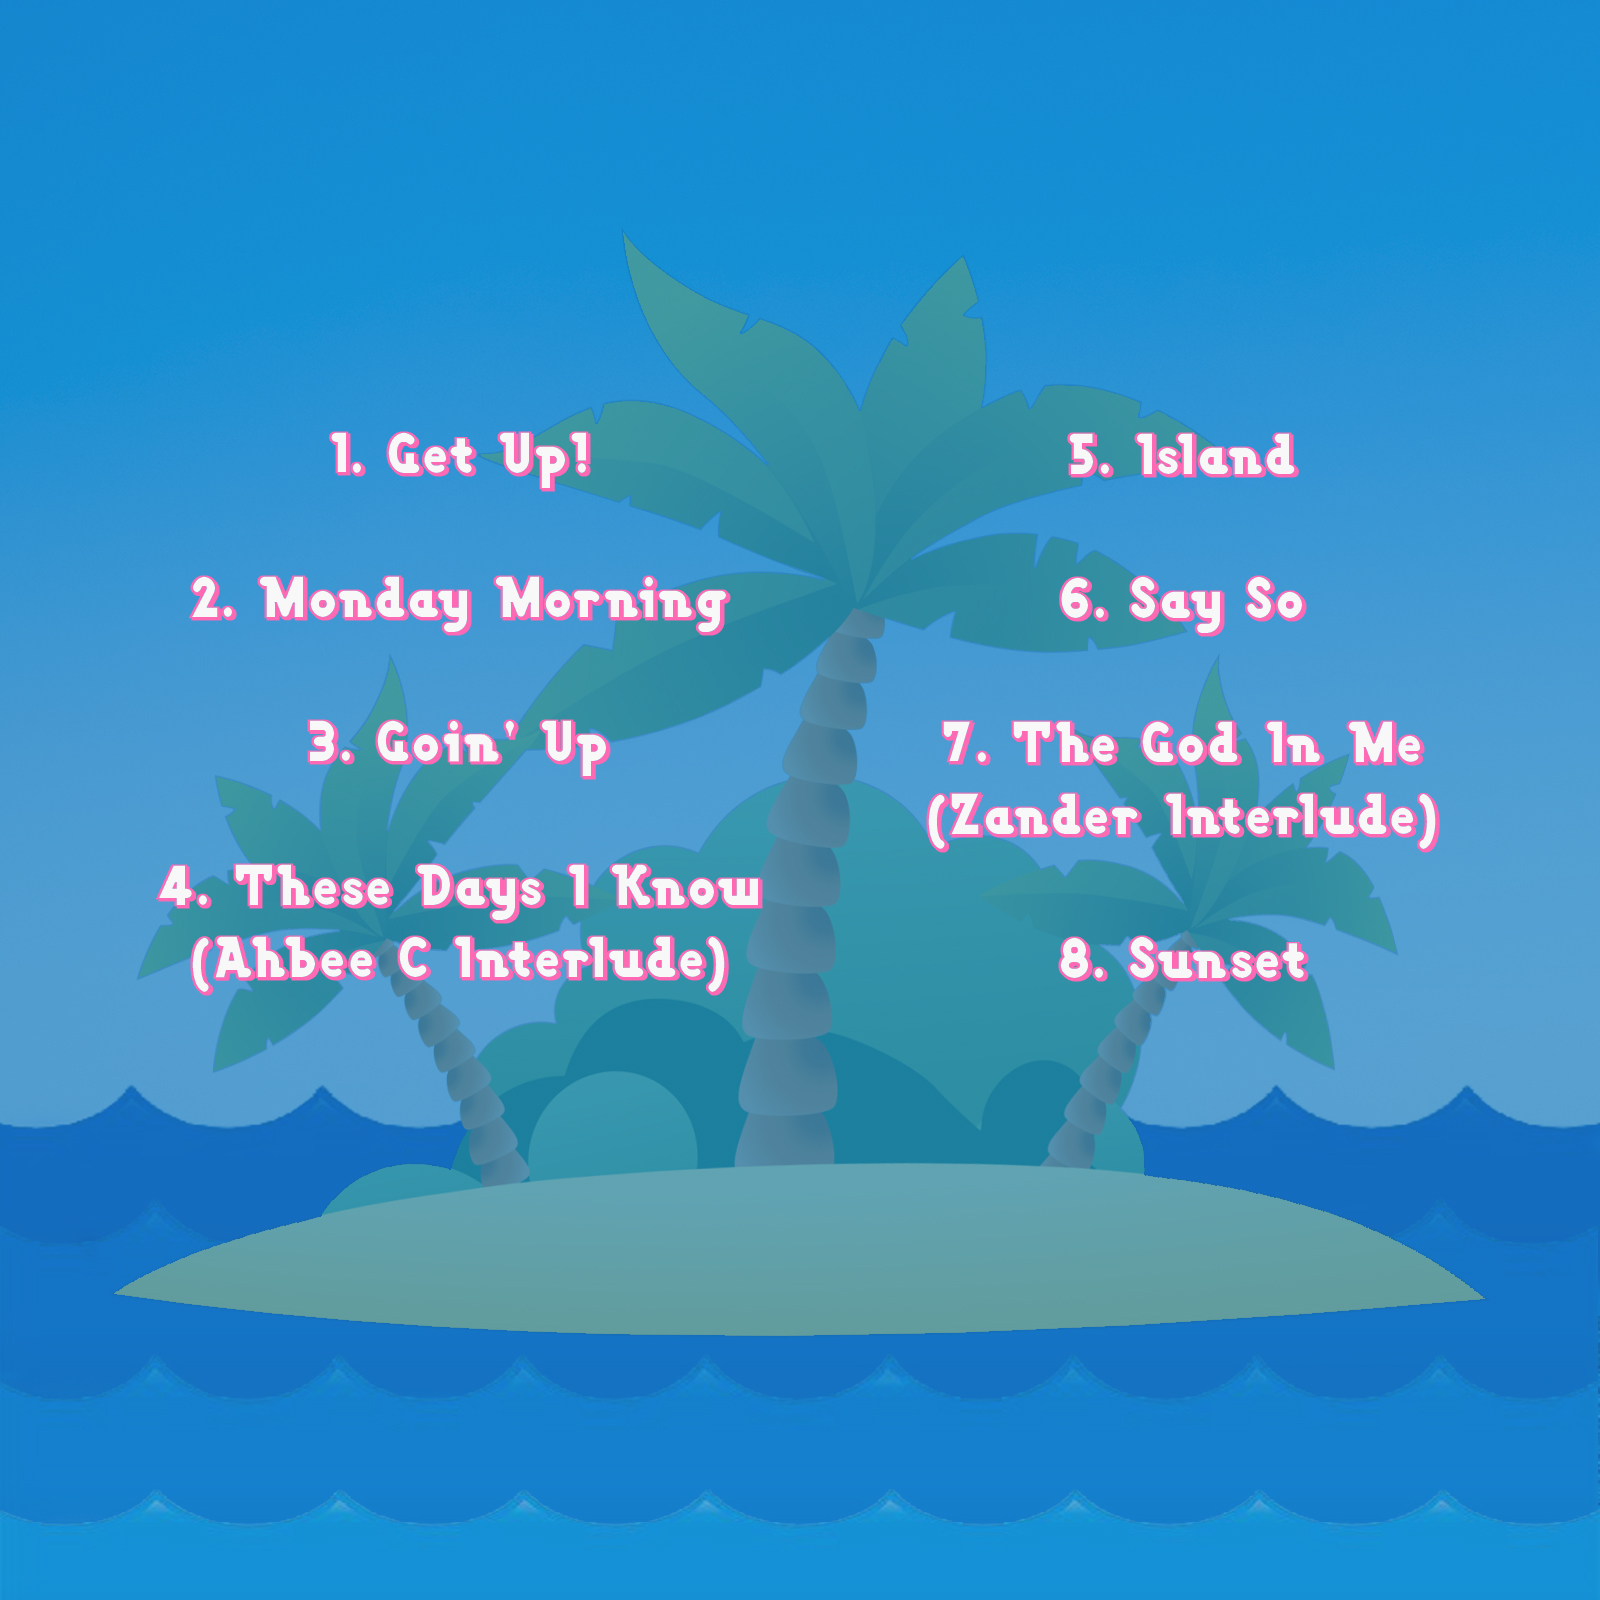 1. Get Up!
2. Monday Morning
3. Goin' Up
4. These Days I Know
(Ahbee C Interlude)
5. Island
6. Say So
7. The God In Me
(Zander Interlude)
8. Sunset